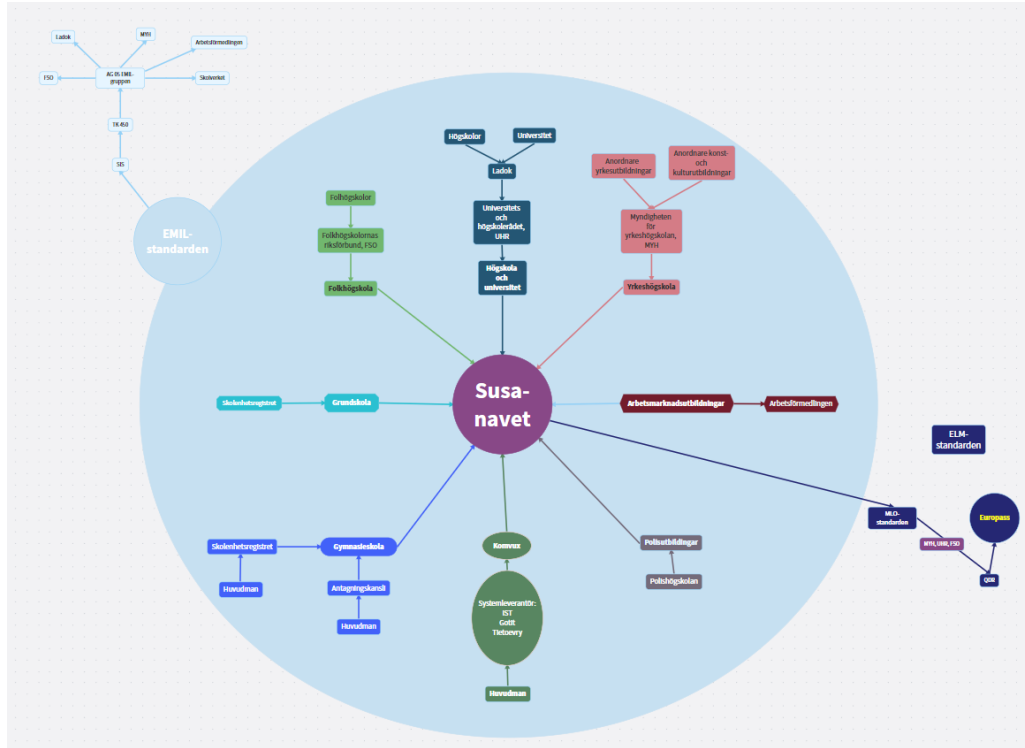 Ladok
MYH
Arbetsförmedlingen
FSO
AG US EMIL-
gruppen
Skolverket
TK 450
SIS
EMIL-
standarden
Högskolor
Universitet
Ladok
Universitets
och
högskolerådet,
UHR
Högskola
och
universitet
Anordnare
yrkesutbildningar
Anordnare konst-
och
kulturutbildningar
Myndigheten
för
yrkeshögskolan,
MYH
Yrkeshögskola
Folhögskolor
Folkhögskolornas
riksförbund, FSO
Folkhögskola
Susa-
navet
Skolenhetsregistret
Grundskola
Arbetsmarknadsutbildningar
Arbetsförmedlingen
ELM-
standarden
MLO-
standarden
Europass
MYH, UHR, FSO
QDR
Skolenhetsregistret
Gymnasieskola
Huvudman
Antagningskansli
Huvudman
Komvux
Systemleverantör:
IST
Gotit
Tietoevry
Huvudman
Polisutbildingar
Polishögskolan